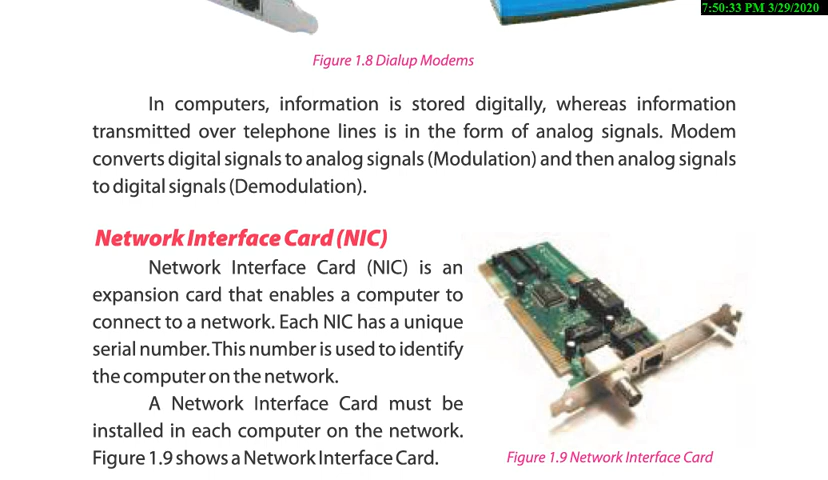 7:50:33 PM 3/29/2020
Figure 1.8 Dialup Modems
In computers, information is stored digitally, whereas information
transmitted over telephone lines is in the form of analog signals. Modem
converts digital signals to analog signals (Modulation) and then analog signals
to digital signals (Demodulation).
Network Interface Card (NIC)
Network Interface Card (NIC) is an
expansion card that enables a computer to
connect to a network. Each NIC has a unique
serial number. This number is used to identify
the computer on the network.
A Network Interface Card must be
installed in each computer on the network.
Figure 1.9 shows a Network Interface Card.
Figure 1.9 Network Interface Card